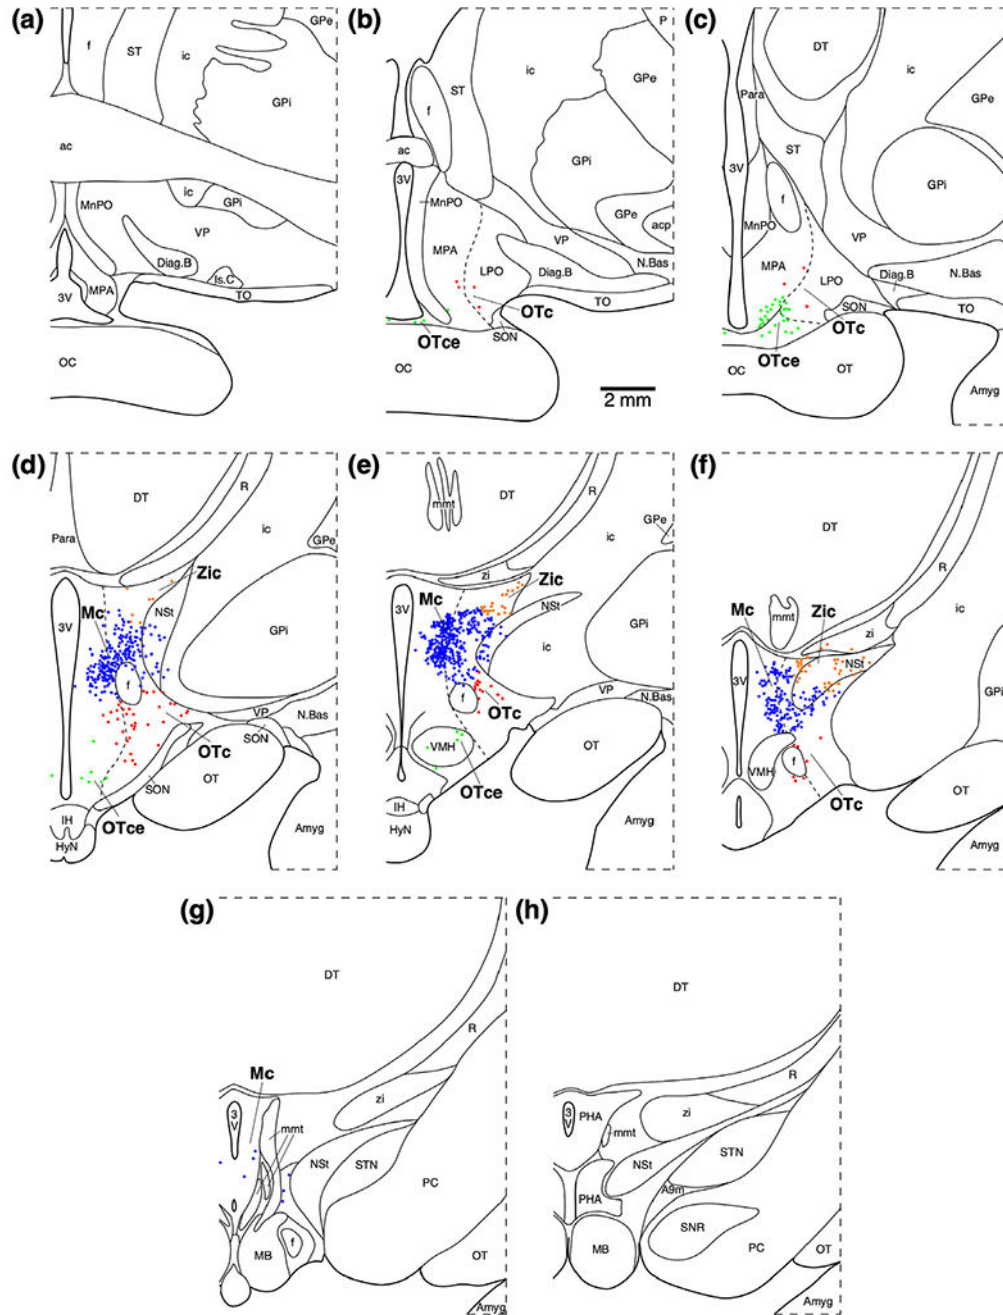 (a)
f
ST
ic
GPe
GPi
ac
MnPO
ic
GPi
VP
Diag.B
Is.C
MPA
TO
3V
OC
(b)
P
ic
GPe
ST
f
ac
GPi
3V
MnPO
GPe
acp
MPA
VP
LPO
Diag.B
N.Bas
TO
OTc
SON
OTce
OC
2 mm
(c)
DT
ic
Para
GPe
ST
3V
f
GPi
MnPO
VP
MPA
LPO
Diag.B
N.Bas
SON
TO
OTc
OTce
OC
OT
Amyg
(d)
R
DT
ic
Para
GPe
Zic
3V
Mc
NSt
GPi
f
VP
N.Bas
SON
OTc
OT
SON
OTce
IH
HyN
Amyg
(e)
mmt
DT
R
ic
GPe
zi
Zic
Mc
NSt
3V
ic
GPi
f
VP
N.Bas
OTc
VMH
OT
OTce
IH
HyN
Amyg
(f)
DT
R
ic
mmt
Mc
Zic
zi
3V
NSt
GPi
VMH
f
OTc
OT
Amyg
(g)
DT
R
Mc
zi
3
V
mmt
NSt
STN
PC
MB
f
OT
Amyg
(h)
DT
R
3
V
PHA
zi
mmt
STN
NSt
A9m
PHA
SNR
MB
PC
OT
Amyg